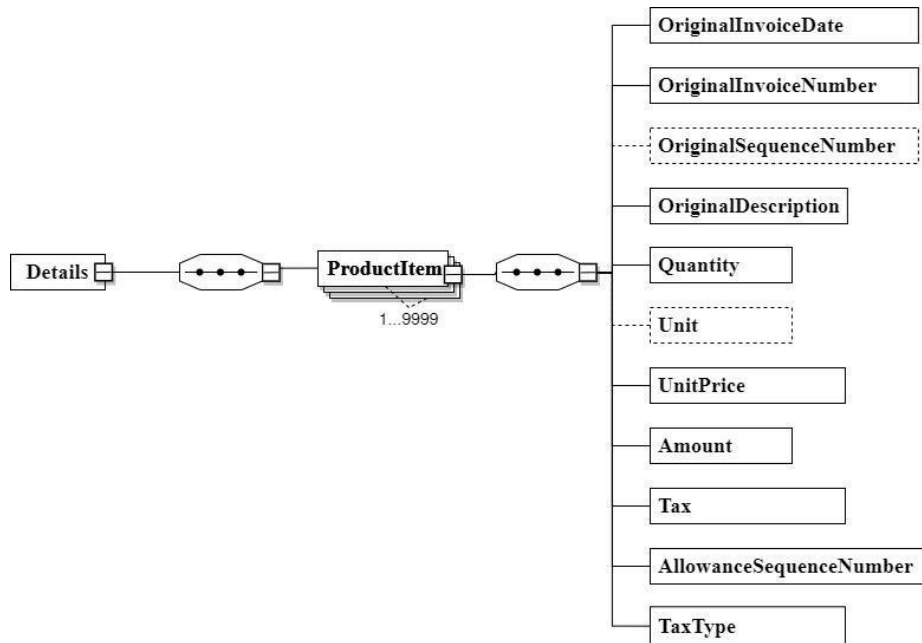 OriginalInvoiceDate
OriginalInvoiceNumber
OriginalSequenceNumber
OriginalDescription
Details
ProductItem
1...9999
Quantity
Unit
UnitPrice
Amount
Tax
AllowanceSequenceNumber
TaxType